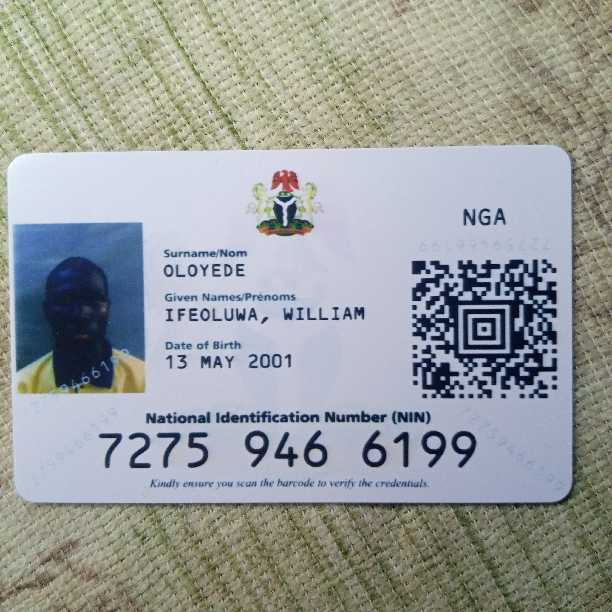 NGA
Surname/Nom
OLOYEDE
Given Names/Prénoms
IFEOLUWA, WILLIAM
Date of Birth
13 MAY 2001
National Identification Number (NIN)
7275 946 6199
Kindly ensure you scan the barcode to verify the credentials.